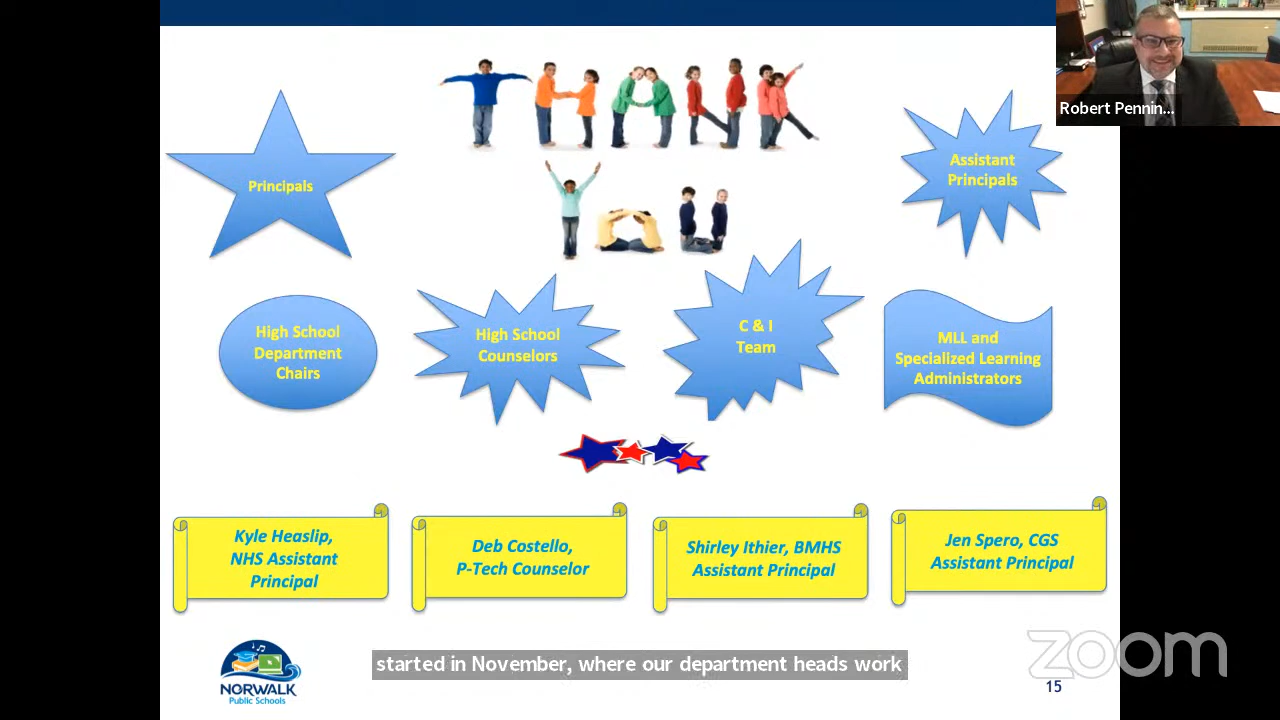 THANK
YOU
Robert Pennin...
Principals
Assistant
Principals
High School
Department
Chairs
High School
Counselors
C & I
Team
MLL and
Specialized Learning
Administrators
Kyle Heaslip,
NHS Assistant
Principal
Deb Costello,
P-Tech Counselor
Shirley Ithier, BMHS
Assistant Principal
Jen Spero, CGS
Assistant Principal
NORWALK
Public Schools
started in November, where our department heads work
zoom
15